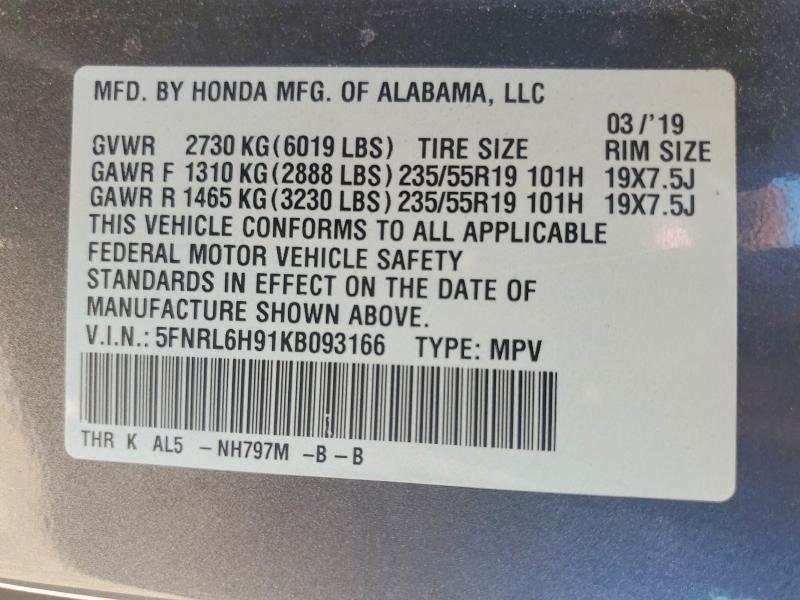 MFD. BY HONDA MFG. OF ALABAMA, LLC
03/'19
GVWR 2730 KG(6019 LBS) TIRE SIZE RIM SIZE
GAWR F 1310 KG(2888 LBS) 235/55R19 101H 19X7.5J
GAWR R 1465 KG(3230 LBS) 235/55R19 101H 19X7.5J
THIS VEHICLE CONFORMS TO ALL APPLICABLE
FEDERAL MOTOR VEHICLE SAFETY
STANDARDS IN EFFECT ON THE DATE OF
MANUFACTURE SHOWN ABOVE.
V.I.N.: 5FNRL6H91KB093166 TYPE: MPV
THR K AL5 - NH797M -B - B